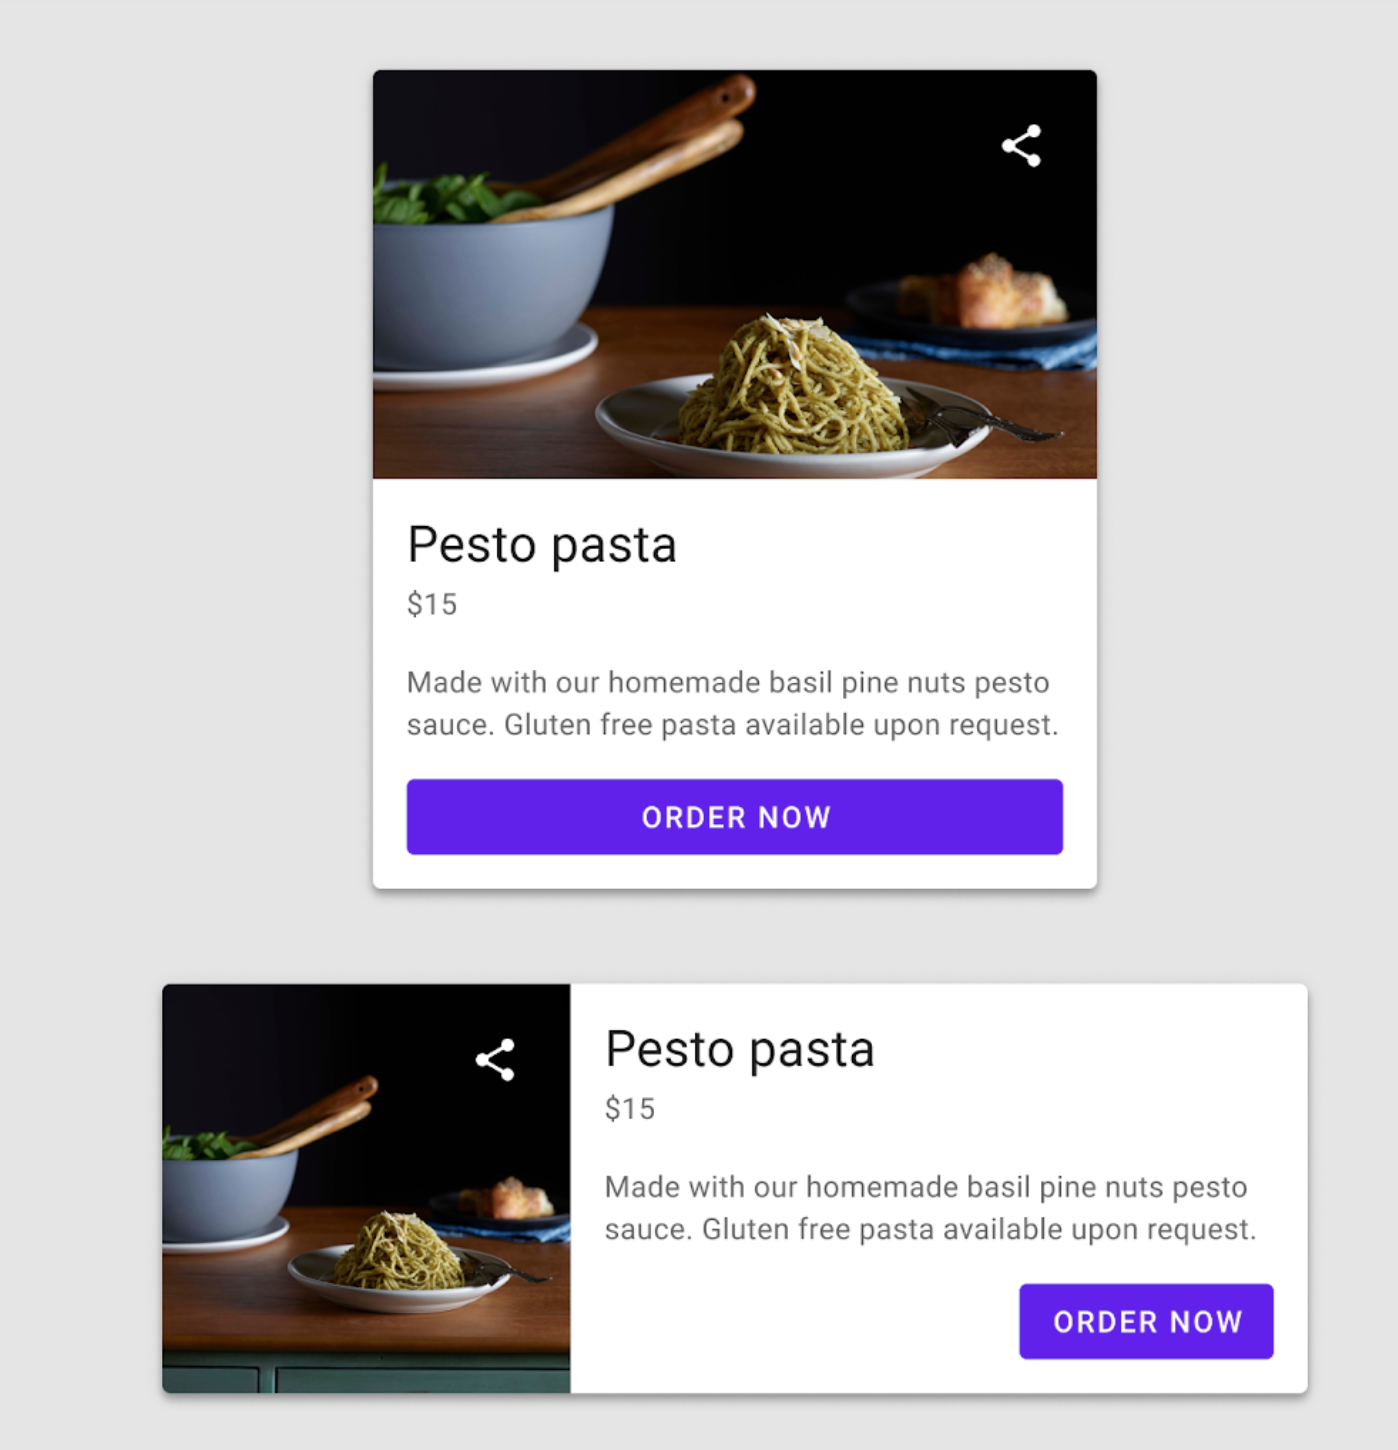 Pesto pasta
$15
Made with our homemade basil pine nuts pesto
sauce. Gluten free pasta available upon request.
ORDER NOW
Pesto pasta
$15
Made with our homemade basil pine nuts pesto
sauce. Gluten free pasta available upon request.
ORDER NOW